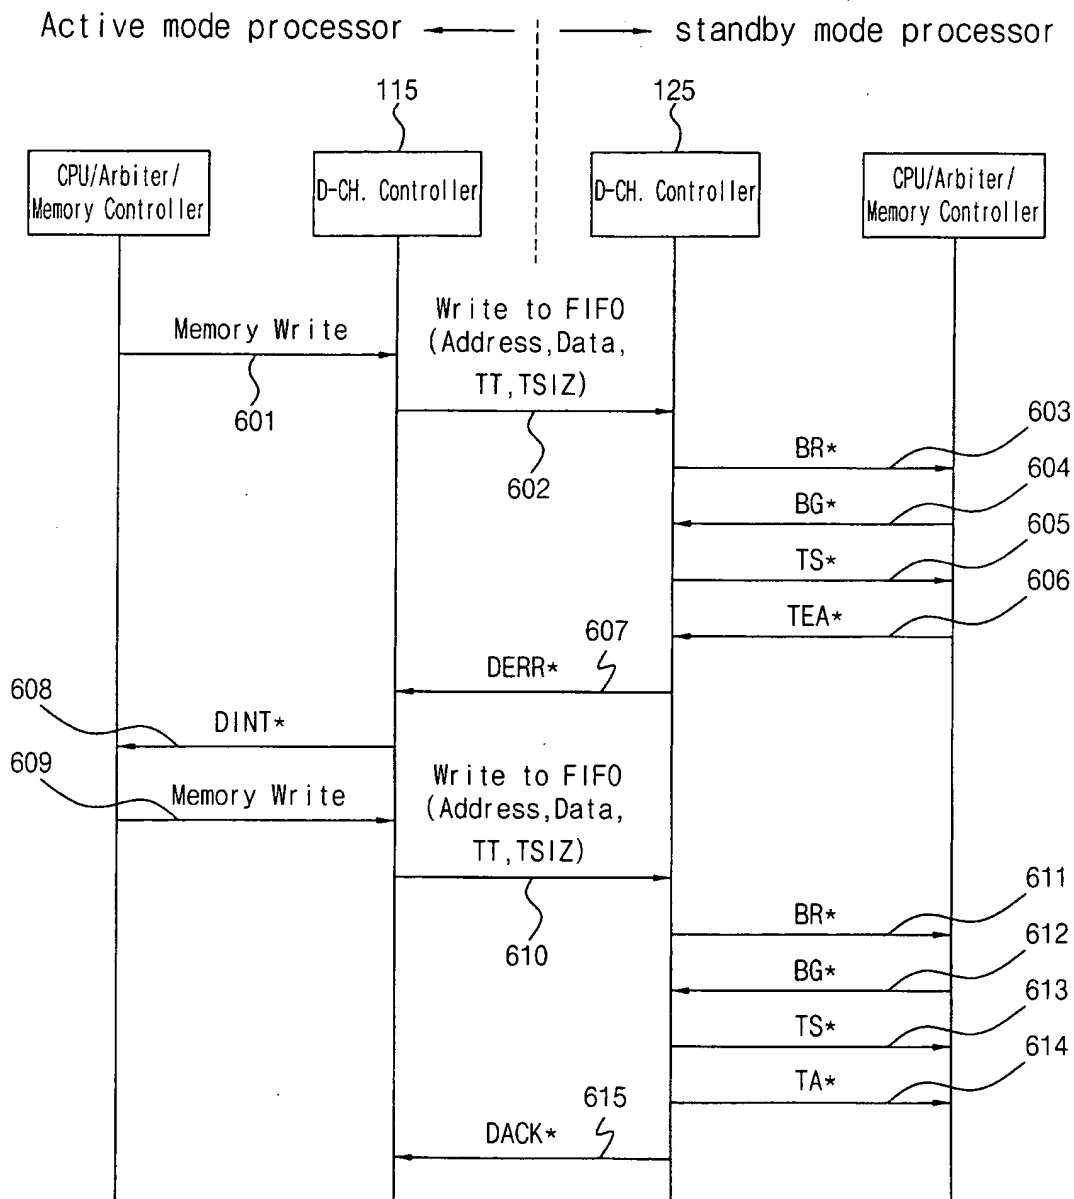 Active mode processor
standby mode processor
115
125
CPU/Arbiter/
Memory Controller
D-CH. Controller
D-CH. Controller
CPU/Arbiter/
Memory Controller
Memory Write
601
Write to FIFO
(Address,Data,
TT,TSIZ)
602
BR*
603
BG*
604
TS*
605
TEA*
606
DERR*
607
DINT*
608
Memory Write
609
Write to FIFO
(Address,Data,
TT,TSIZ)
610
BR*
611
BG*
612
TS*
613
TA*
614
DACK*
615